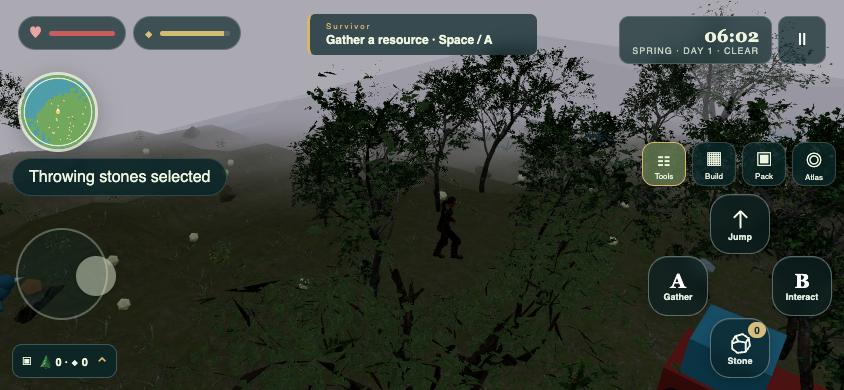 Survivor
Gather a resource · Space / A
06:02
SPRING · DAY 1 · CLEAR
Throwing stones selected
Tools
Build
Pack
Atlas
Jump
A
Gather
B
Interact
0
Stone
0 · ◆ 0